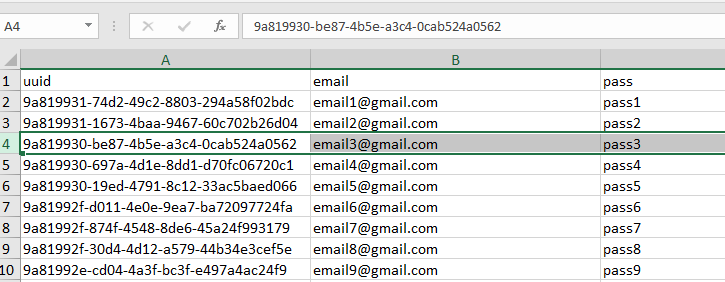 A4 fx 9a819930-be87-4b5e-a3c4-0cab524a0562
A B
1 uuid email pass
2 9a819931-74d2-49c2-8803-294a58f02bdc email1@gmail.com pass1
3 9a819931-1673-4baa-9467-60c702b26d04 email2@gmail.com pass2
4 9a819930-be87-4b5e-a3c4-0cab524a0562 email3@gmail.com pass3
5 9a819930-697a-4d1e-8dd1-d70fc06720c1 email4@gmail.com pass4
6 9a819930-19ed-4791-8c12-33ac5baed066 email5@gmail.com pass5
7 9a81992f-d011-4e0e-9ea7-ba72097724fa email6@gmail.com pass6
8 9a81992f-874f-4548-8de6-45a24f993179 email7@gmail.com pass7
9 9a81992f-30d4-4d12-a579-44b34e3cef5e email8@gmail.com pass8
10 9a81992e-cd04-4a3f-bc3f-e497a4ac24f9 email9@gmail.com pass9